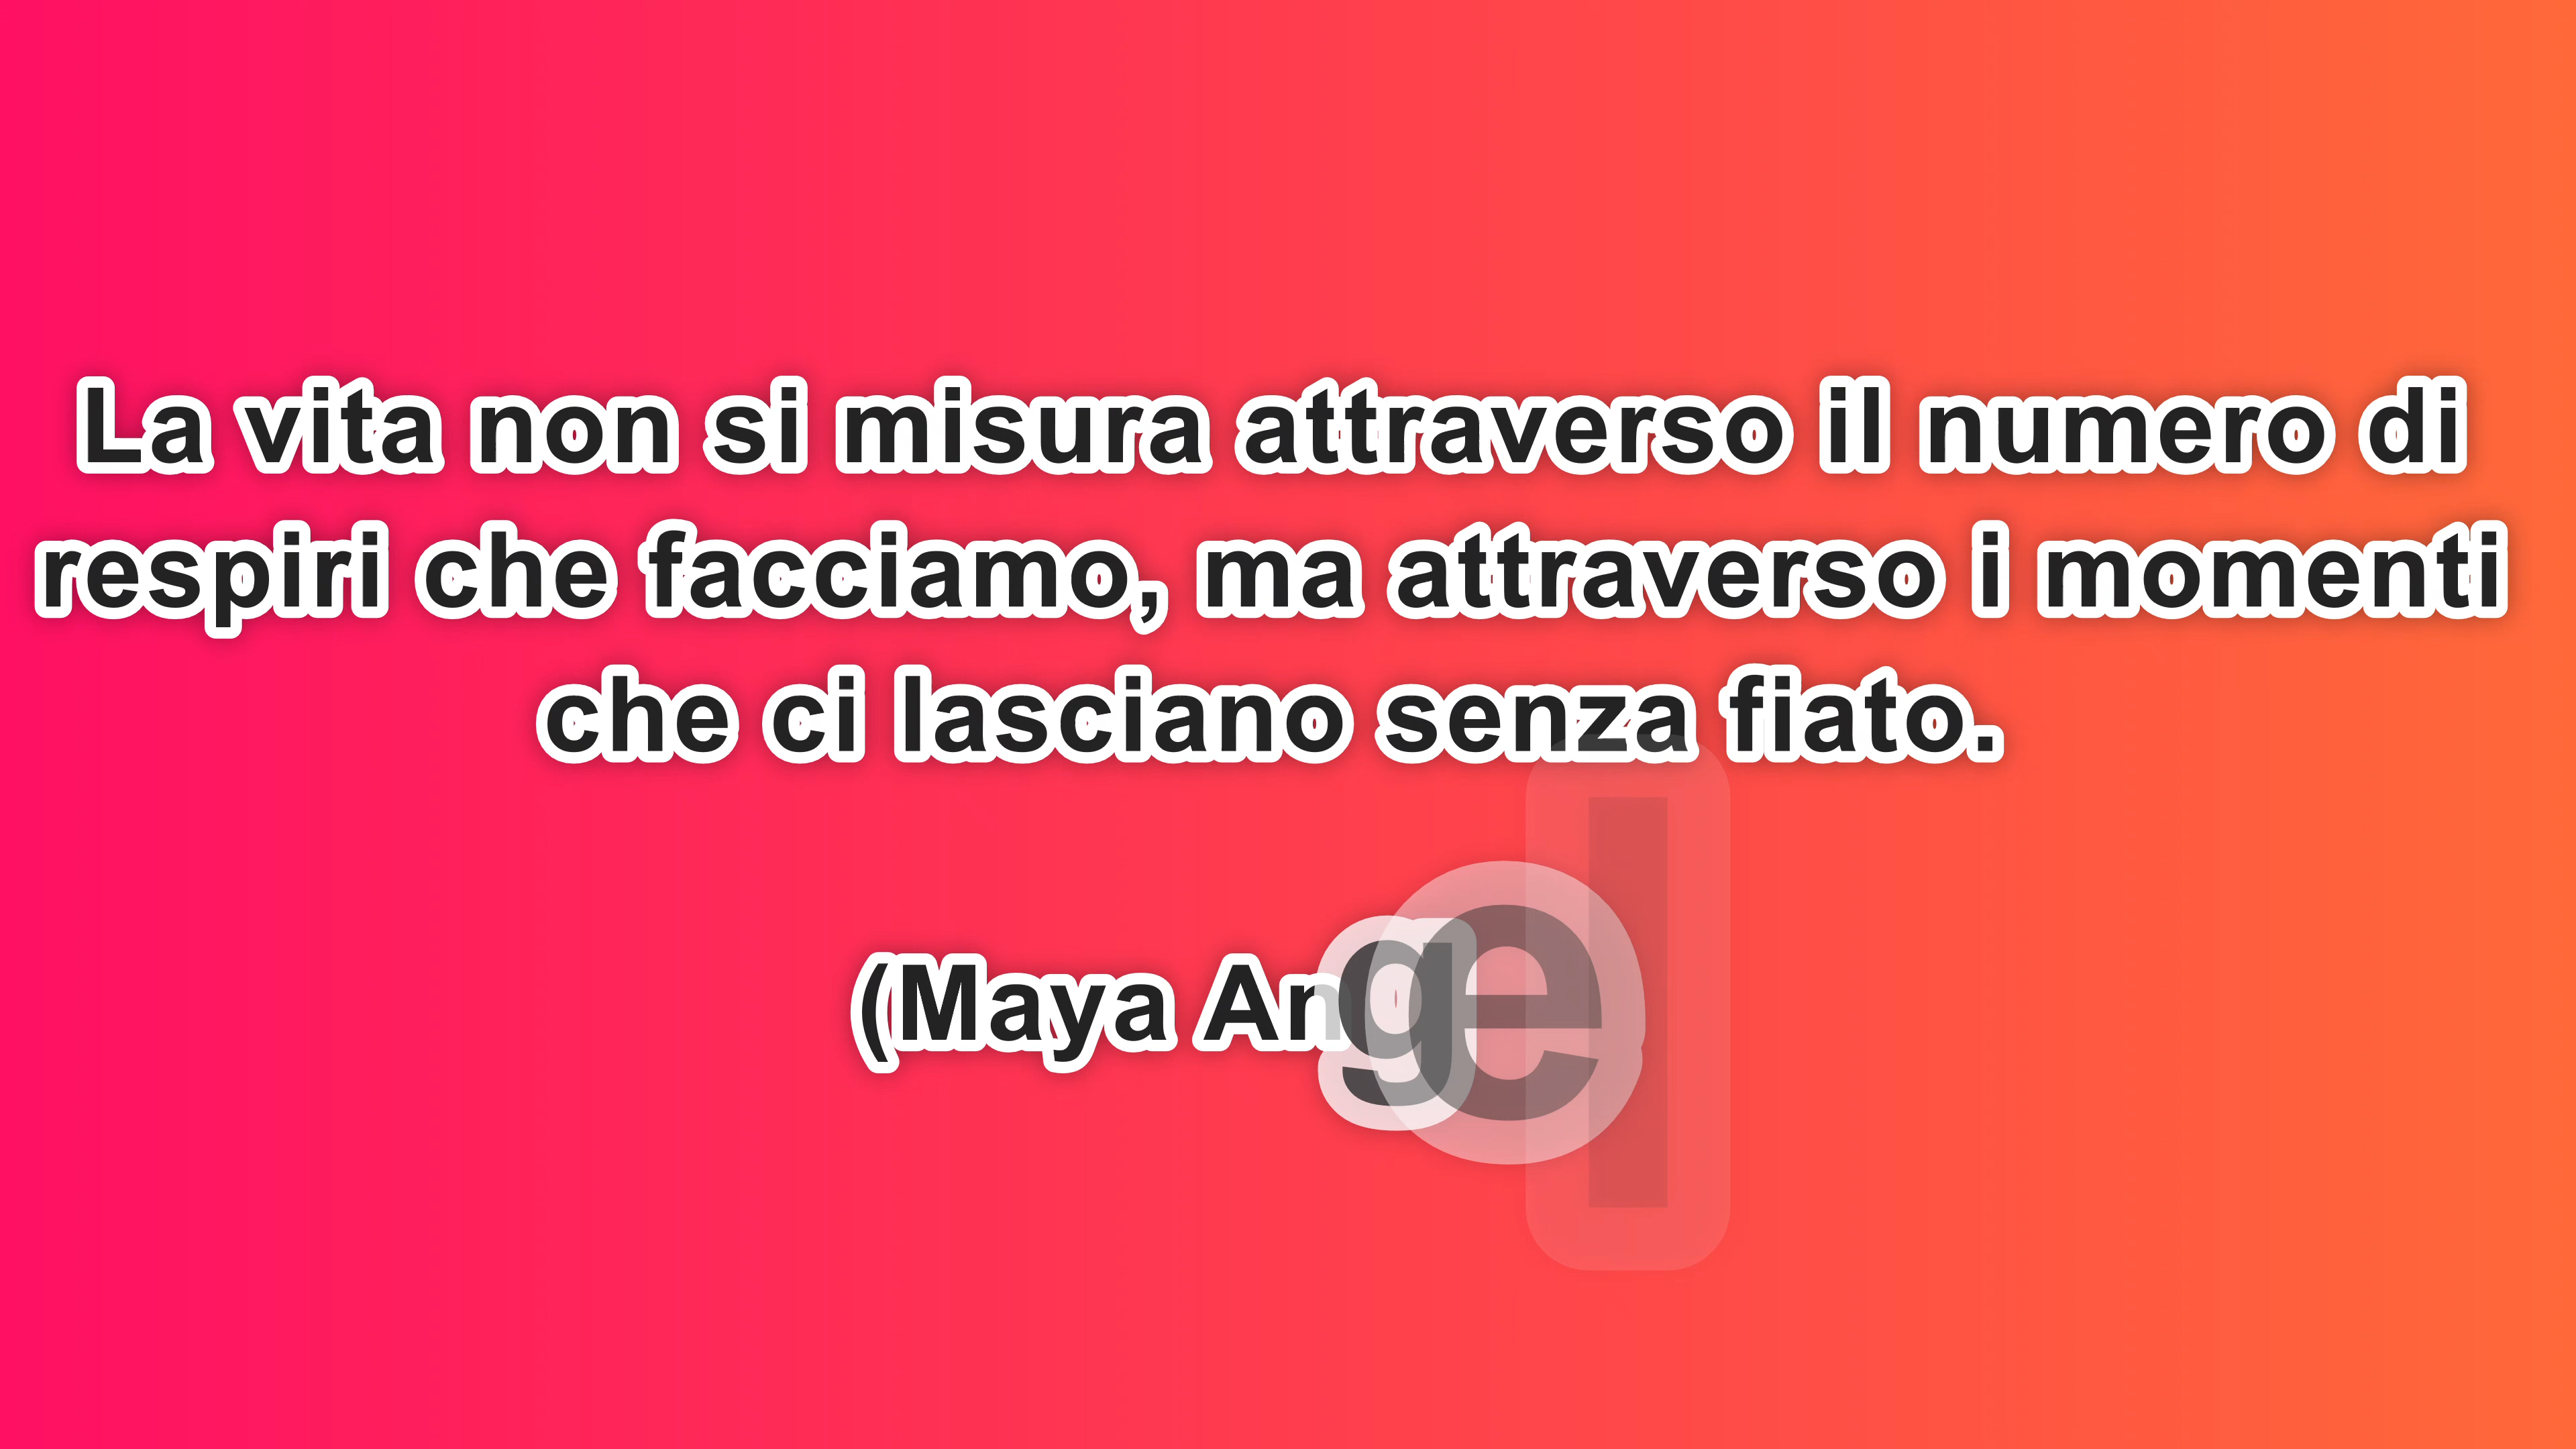 La vita non si misura attraverso il numero di
respiri che facciamo, ma attraverso i momenti
che ci lasciano senza fiato.
(Maya Angel